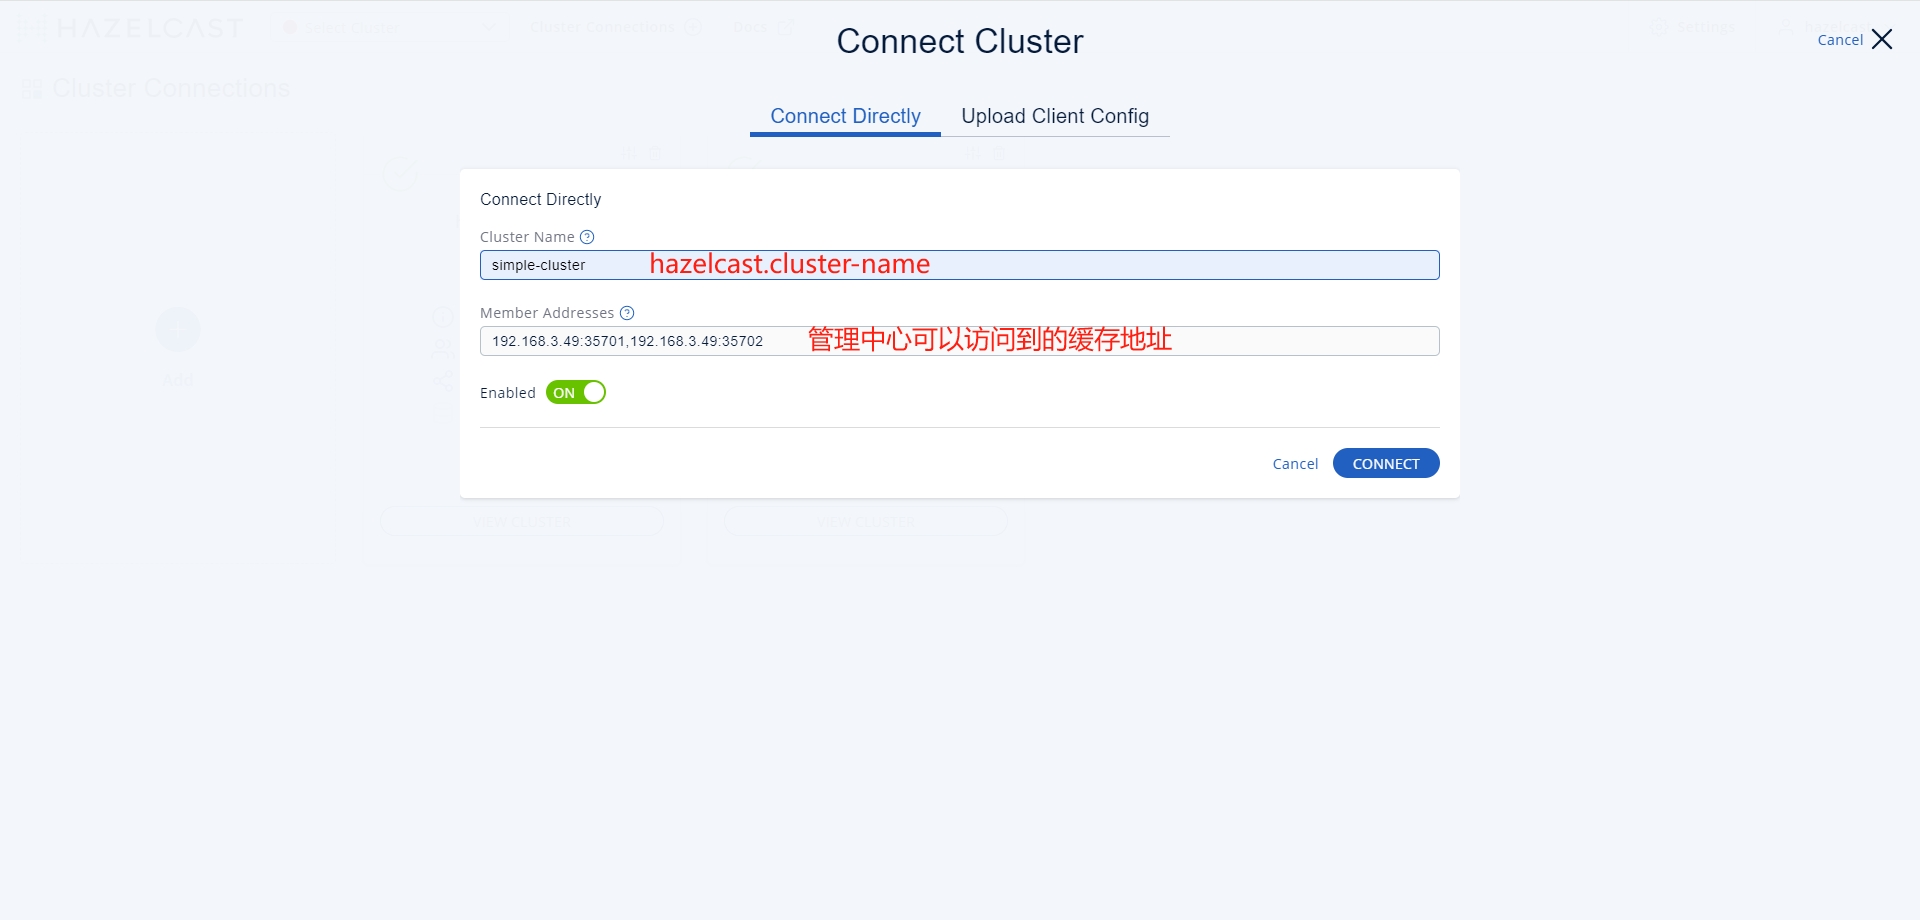 HAZELCAST
Select Cluster
Cluster Connections
Docs
Settings
hazelcast
Connect Cluster
Cancel
Cluster Connections
Connect Directly
Upload Client Config
Connect Directly
Cluster Name
simple-cluster hazelcast.cluster-name
Member Addresses
192.168.3.49:35701,192.168.3.49:35702 管理中心可以访问到的缓存地址
Add
Enabled ON
Cancel CONNECT
VIEW CLUSTER VIEW CLUSTER